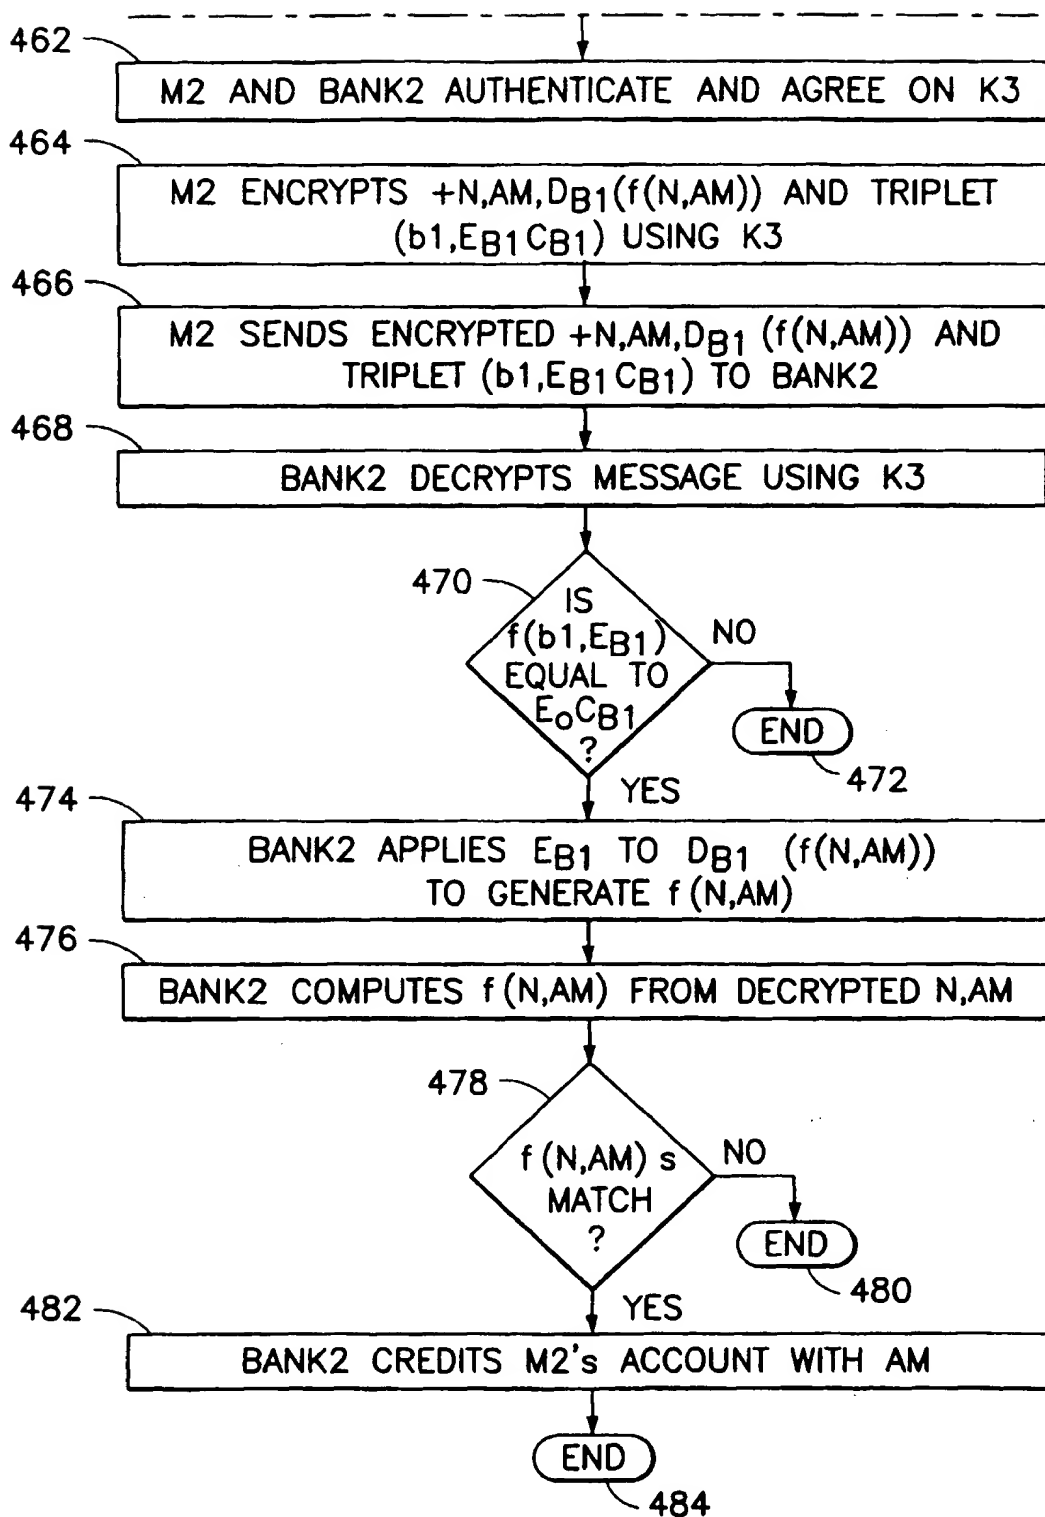 462
M2 AND BANK2 AUTHENTICATE AND AGREE ON K3
464
M2 ENCRYPTS +N,AM,DB1(f(N,AM)) AND TRIPLET
(b1,EB1CB1) USING K3
466
M2 SENDS ENCRYPTED +N,AM,DB1 (f(N,AM)) AND
TRIPLET (b1,EB1CB1) TO BANK2
468
BANK2 DECRYPTS MESSAGE USING K3
470
IS
f(b1,EB1)
EQUAL TO
EoCB1
?
NO
END
472
YES
474
BANK2 APPLIES EB1 TO DB1 (f(N,AM))
TO GENERATE f(N,AM)
476
BANK2 COMPUTES f(N,AM) FROM DECRYPTED N,AM
478
f(N,AM) s
MATCH
?
NO
END
480
YES
482
BANK2 CREDITS M2's ACCOUNT WITH AM
END
484